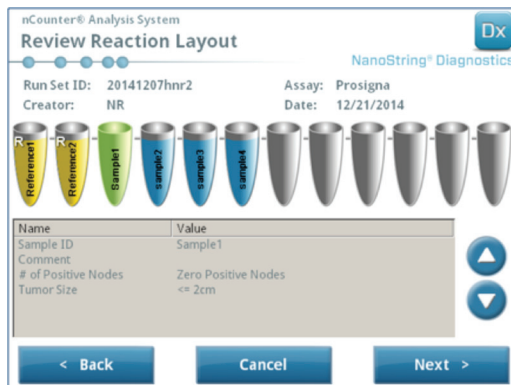 nCounter® Analysis System
Dx
Review Reaction Layout
NanoString® Diagnostics
Run Set ID: 20141207hnr2 Assay: Prosigna
Creator: NR Date: 12/21/2014
R R
Reference1 Reference2 Sample1 sample2 sample3 sample4
Name Value
Sample ID Sample1
Comment
# of Positive Nodes Zero Positive Nodes
Tumor Size <= 2cm
< Back Cancel Next >